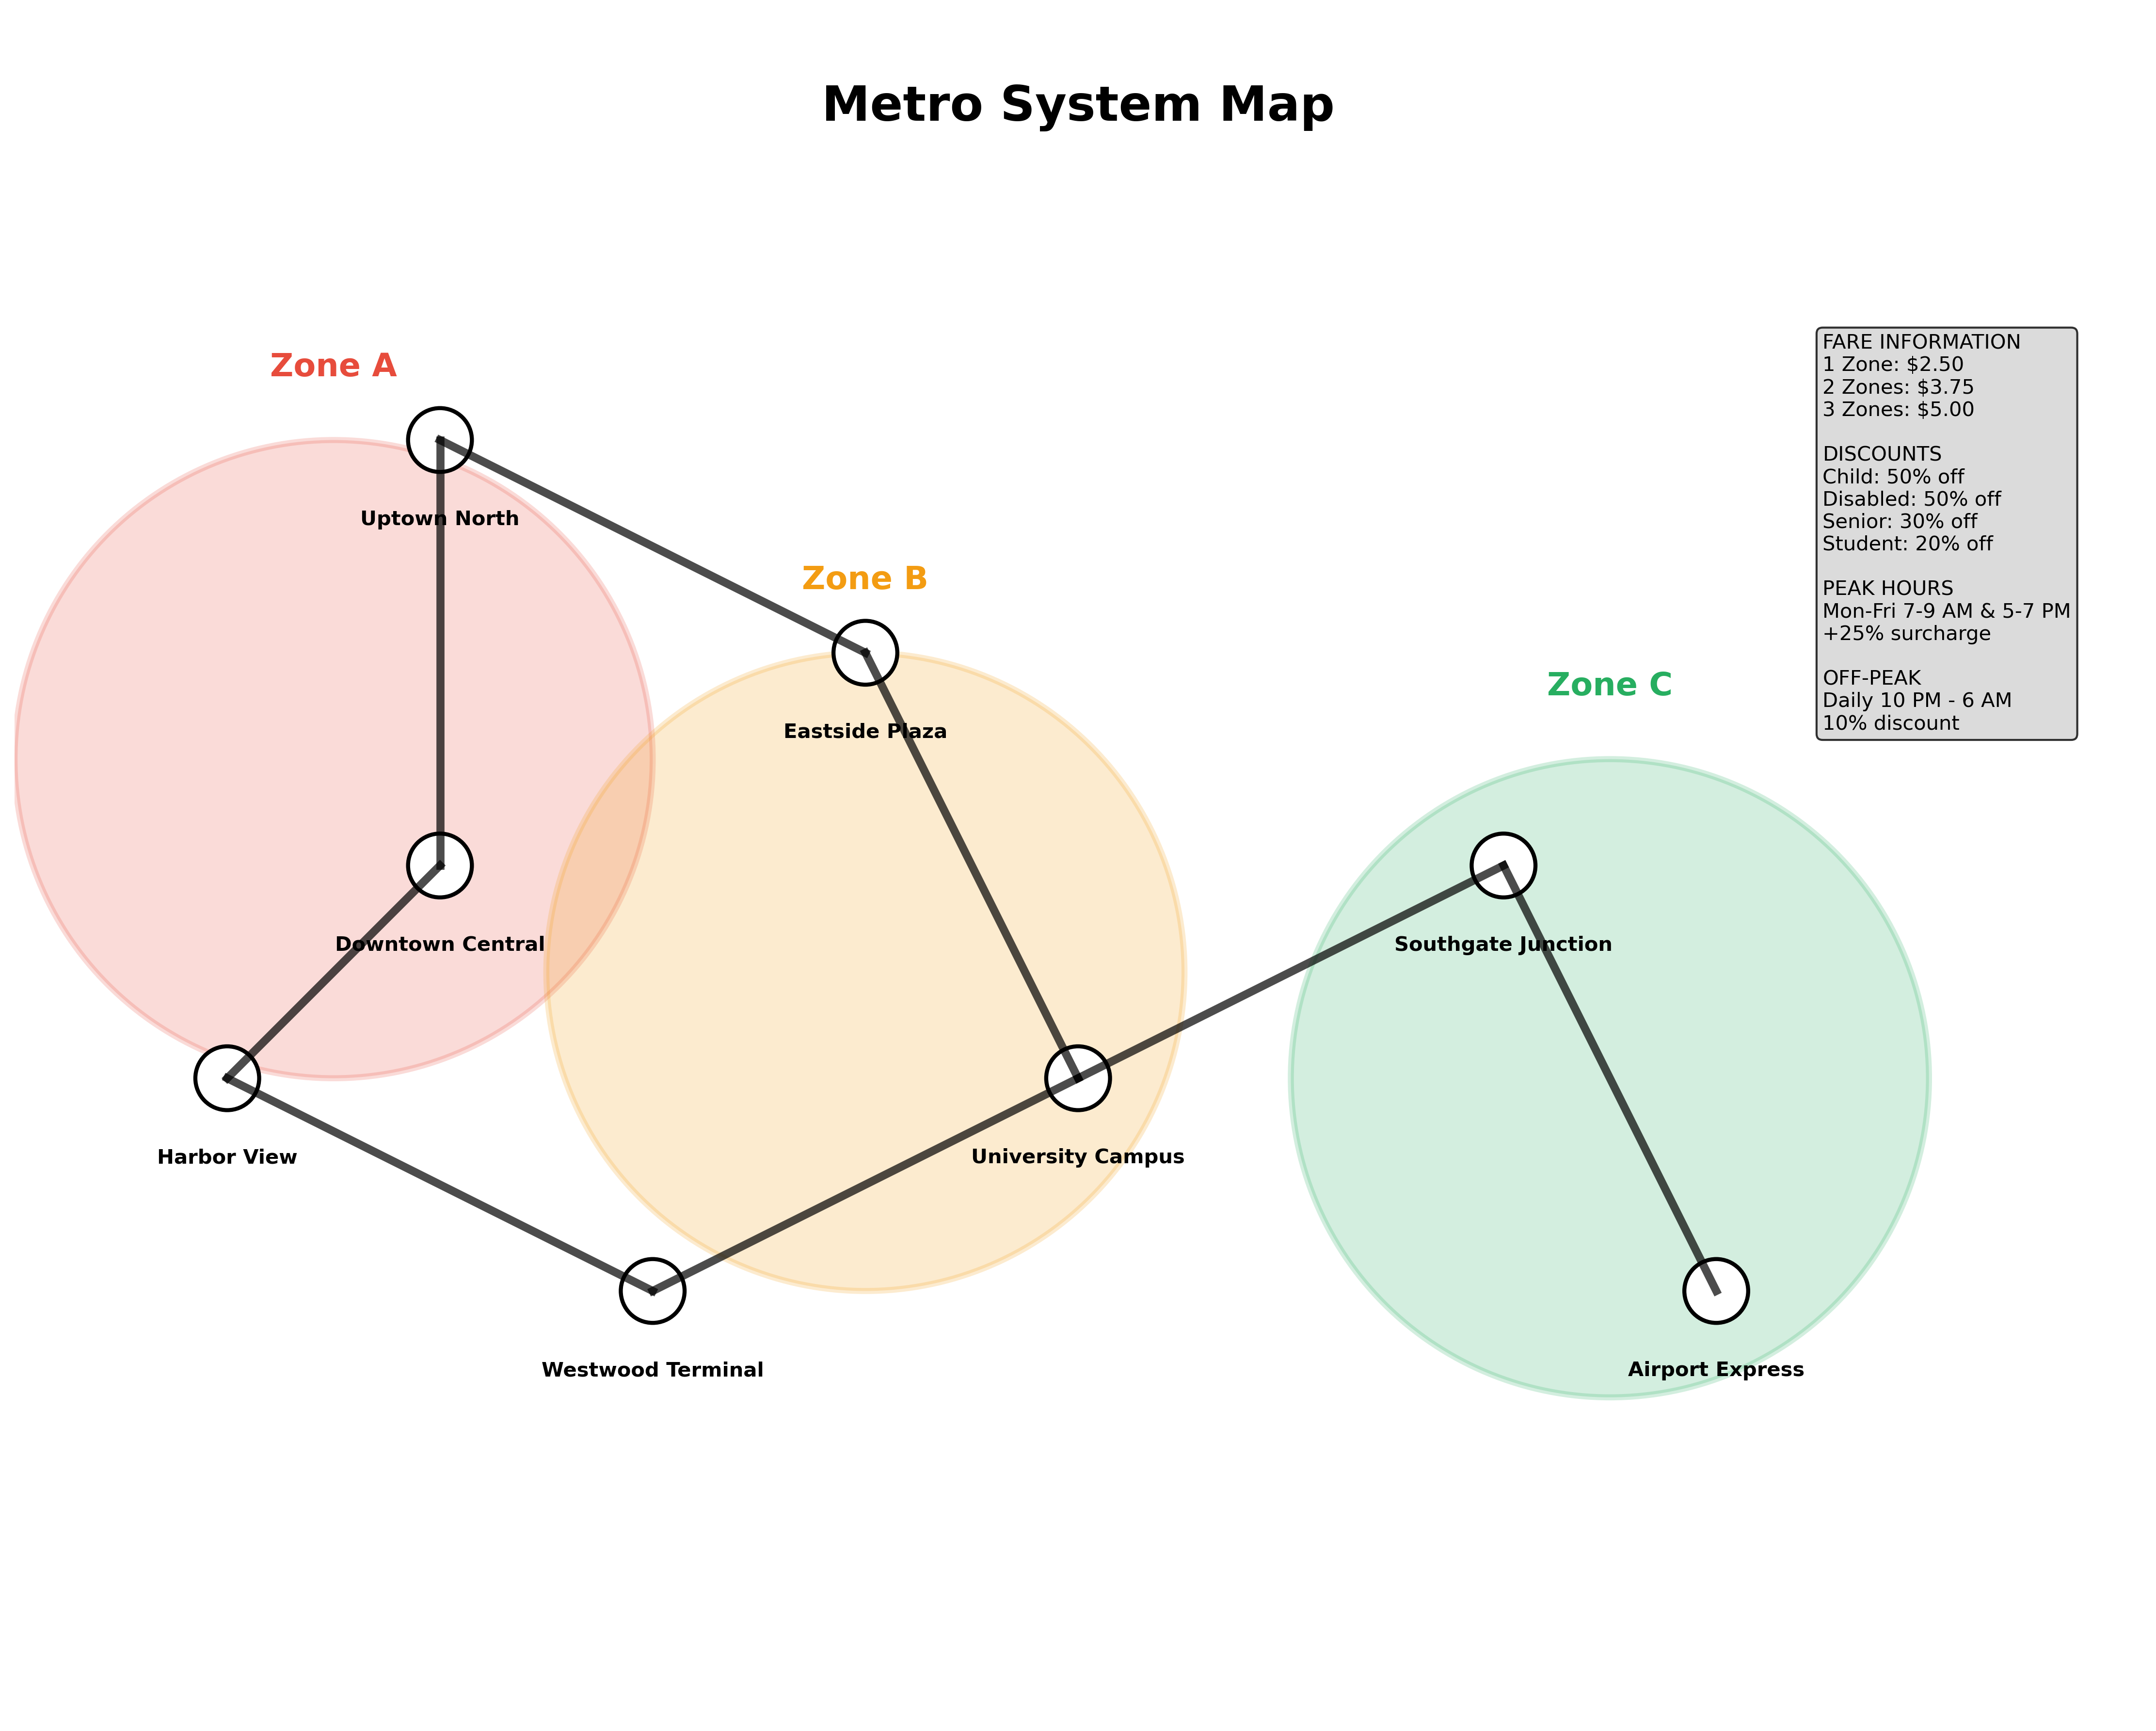 Metro System Map
Zone A
Uptown North
Zone B
Eastside Plaza
Zone C
FARE INFORMATION
1 Zone: $2.50
2 Zones: $3.75
3 Zones: $5.00
DISCOUNTS
Child: 50% off
Disabled: 50% off
Senior: 30% off
Student: 20% off
PEAK HOURS
Mon-Fri 7-9 AM & 5-7 PM
+25% surcharge
OFF-PEAK
Daily 10 PM - 6 AM
10% discount
Downtown Central
Southgate Junction
Harbor View
University Campus
Westwood Terminal
Airport Express